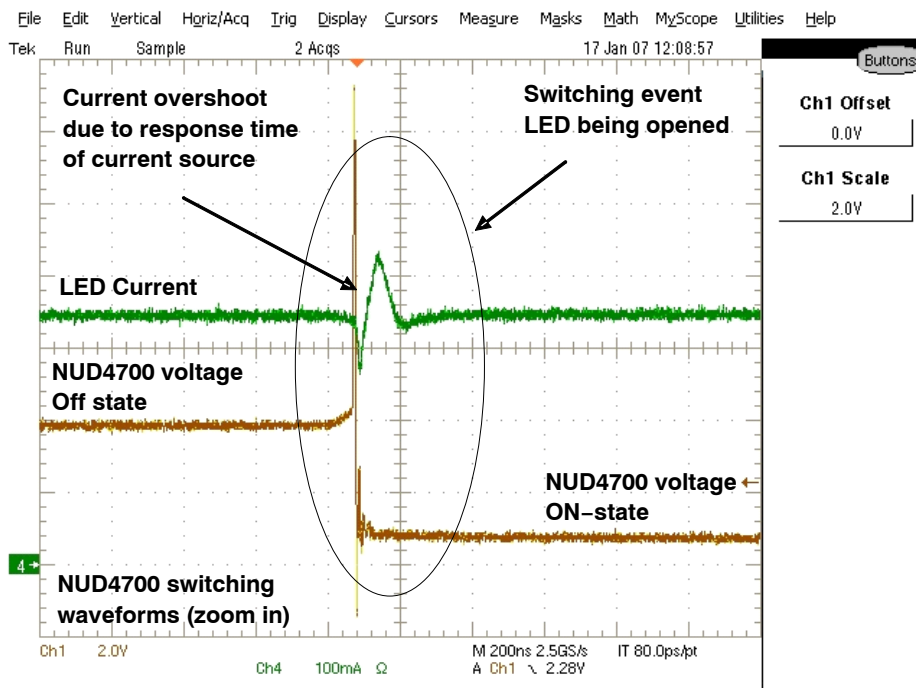 File Edit Vertical Horiz/Acq Trig Display Cursors Measure Masks Math MyScope Utilities Help
Tek Run Sample 2 Acqs 17 Jan 07 12:08:57
Buttons
Ch1 Offset
0.0V
Ch1 Scale
2.0V
Current overshoot
due to response time
of current source
Switching event
LED being opened
LED Current
NUD4700 voltage
Off state
NUD4700 voltage
ON−state
4
NUD4700 switching
waveforms (zoom in)
Ch1 2.0V M 200ns 2.5GS/s IT 80.0ps/pt
Ch4 100mA Ω A Ch1 ↘ 2.28V